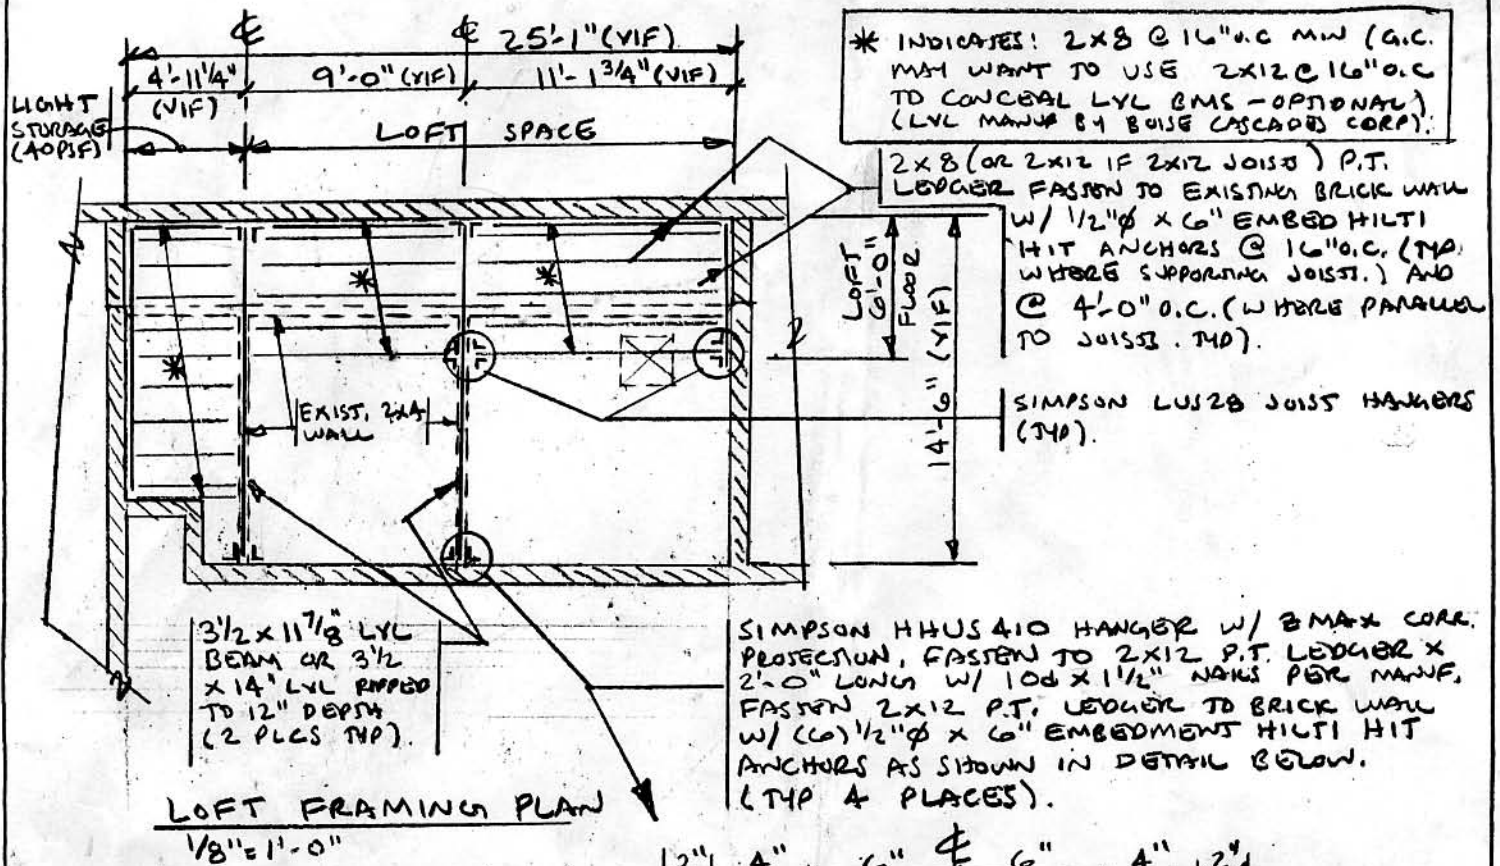 ℄ ℄ 25'-1" (VIF)
4'-11 1/4" (VIF) 9'-0" (VIF) 11'-1 3/4" (VIF)
LIGHT
STORAGE
(40PSF)
LOFT SPACE
* INDICATES: 2X8 @ 16"O.C MIN (G.C.
MAY WANT TO USE 2X12 @ 16"O.C
TO CONCEAL LVL BMS - OPTIONAL)
(LVL MANUF BY BOISE CASCADES CORP).
2X8 (OR 2X12 IF 2X12 JOISTS) P.T.
LEDGER FASTEN TO EXISTING BRICK WALL
W/ 1/2"Ø X 6" EMBED HILTI
HIT ANCHORS @ 16"O.C. (TYP.
WHERE SUPPORTING JOISTS.) AND
@ 4'-0" O.C. (WHERE PARALLEL
TO JOISTS. TYP).
LOFT
6'-0"
FLOOR
14'-6" (VIF)
*
*
*
EXIST. 2X4
WALL
SIMPSON LUS28 JOIST HANGERS
(TYP).
3 1/2 X 11 7/8" LVL
BEAM OR 3 1/2
X 14" LVL RIPPED
TO 12" DEPTH
(2 PLCS TYP).
SIMPSON HHUS410 HANGER W/ ZMAX CORR.
PROTECTION, FASTEN TO 2X12 P.T. LEDGER X
2'-0" LONG W/ 10d X 1 1/2" NAILS PER MANUF.
FASTEN 2X12 P.T. LEDGER TO BRICK WALL
W/ (6) 1/2"Ø X 6" EMBEDMENT HILTI HIT
ANCHORS AS SHOWN IN DETAIL BELOW.
(TYP 4 PLACES).
LOFT FRAMING PLAN
1/8"=1'-0"
2" 4" 6" ℄ 6" 4" 2"